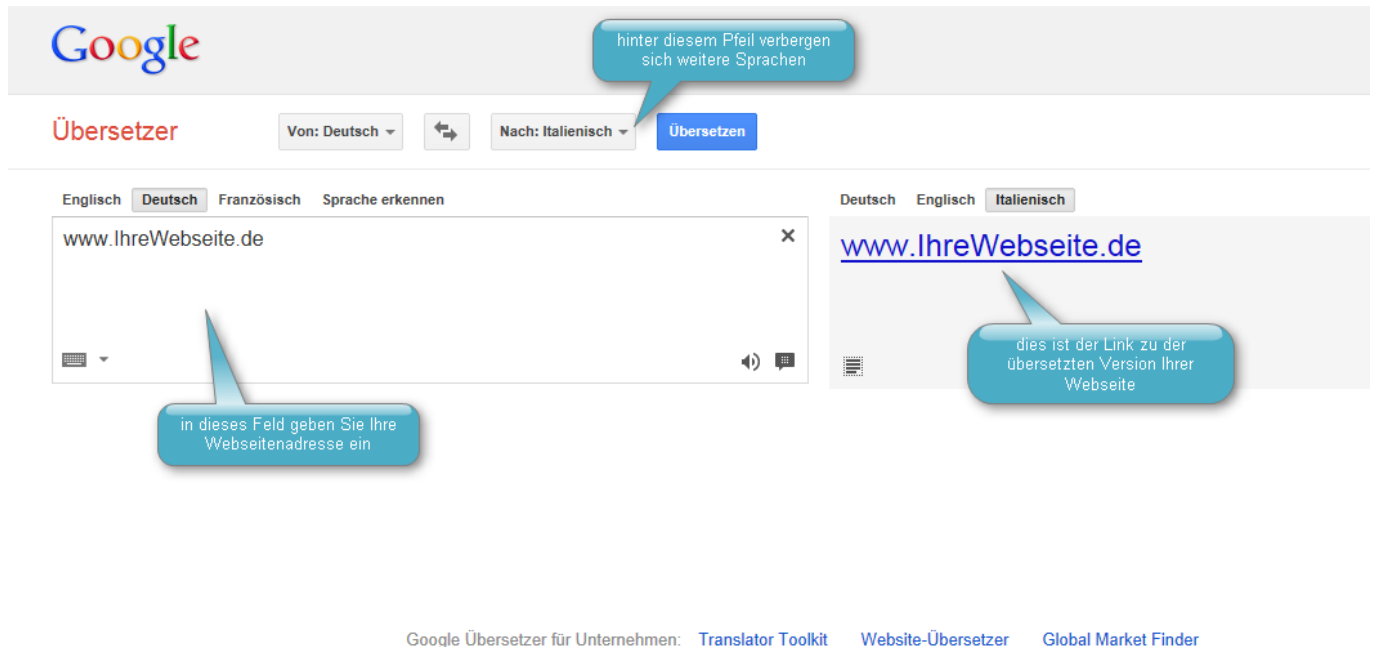 Google
hinter diesem Pfeil verbergen
sich weitere Sprachen
Übersetzer
Von: Deutsch
Nach: Italienisch
Übersetzen
Englisch Deutsch Französisch Sprache erkennen
Deutsch Englisch Italienisch
www.IhreWebseite.de
www.IhreWebseite.de
dies ist der Link zu der
übersetzten Version Ihrer
Webseite
in dieses Feld geben Sie Ihre
Webseitenadresse ein
Google Übersetzer für Unternehmen: Translator Toolkit Website-Übersetzer Global Market Finder